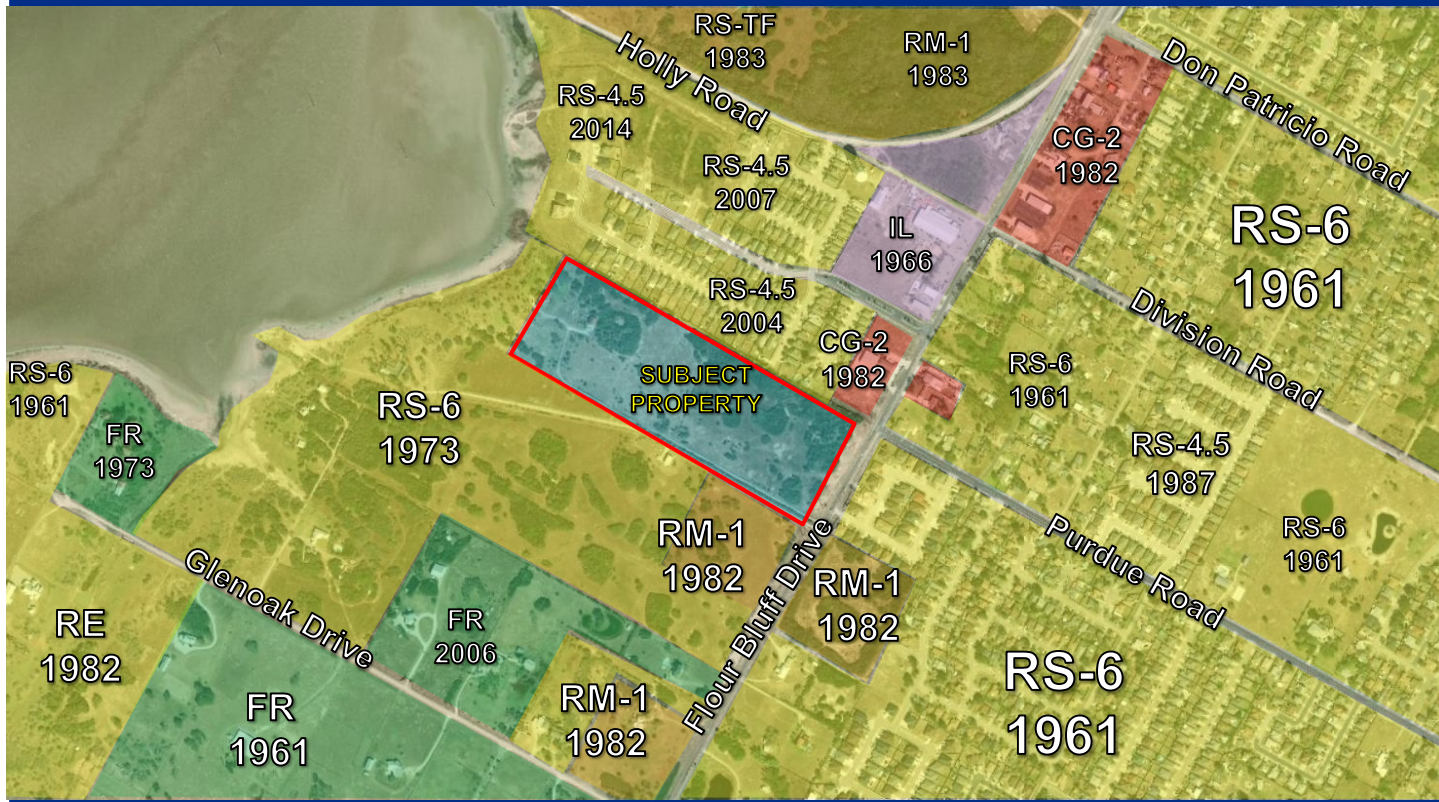 RS-TF
1983
RM-1
1983
Holly Road
Don Patricio Road
RS-4.5
2014
CG-2
1982
RS-4.5
2007
RS-6
1961
IL
1966
RS-4.5
2004
Division Road
CG-2
1982
RS-6
1961
SUBJECT
PROPERTY
RS-6
1961
RS-6
1973
FR
1973
RS-4.5
1987
RS-6
1961
RM-1
1982
Purdue Road
Flour Bluff Drive
RM-1
1982
Glenoak Drive
RE
1982
FR
2006
RS-6
1961
FR
1961
RM-1
1982